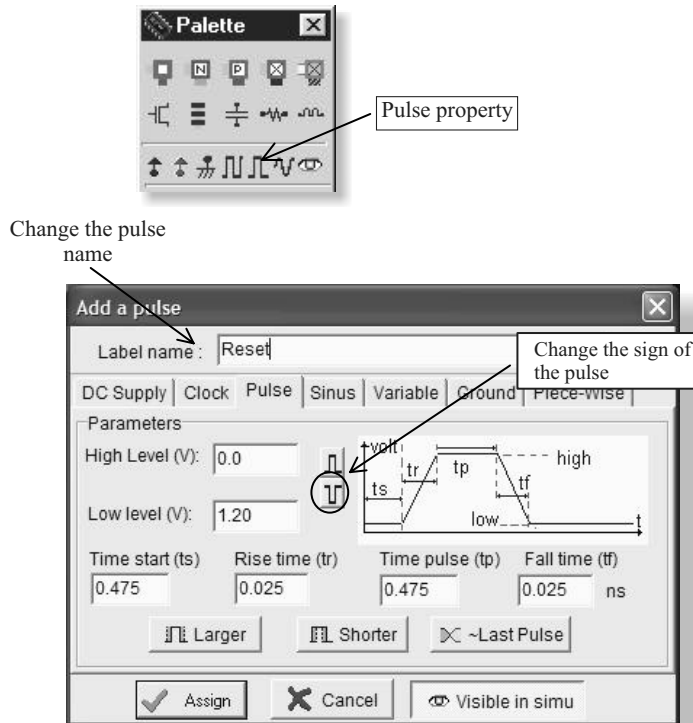 Palette
N P
Pulse property
Change the pulse
name
Add a pulse
Label name :
Reset
Change the sign of
the pulse
DC Supply Clock Pulse Sinus Variable Ground Piece-Wise
Parameters
High Level (V): 0.0
Low level (V): 1.20
volt
tr
tp
ts
tf
high
low
t
Time start (ts) Rise time (tr) Time pulse (tp) Fall time (tf)
0.475 0.025 0.475 0.025 ns
Larger Shorter ~Last Pulse
Assign Cancel Visible in simu